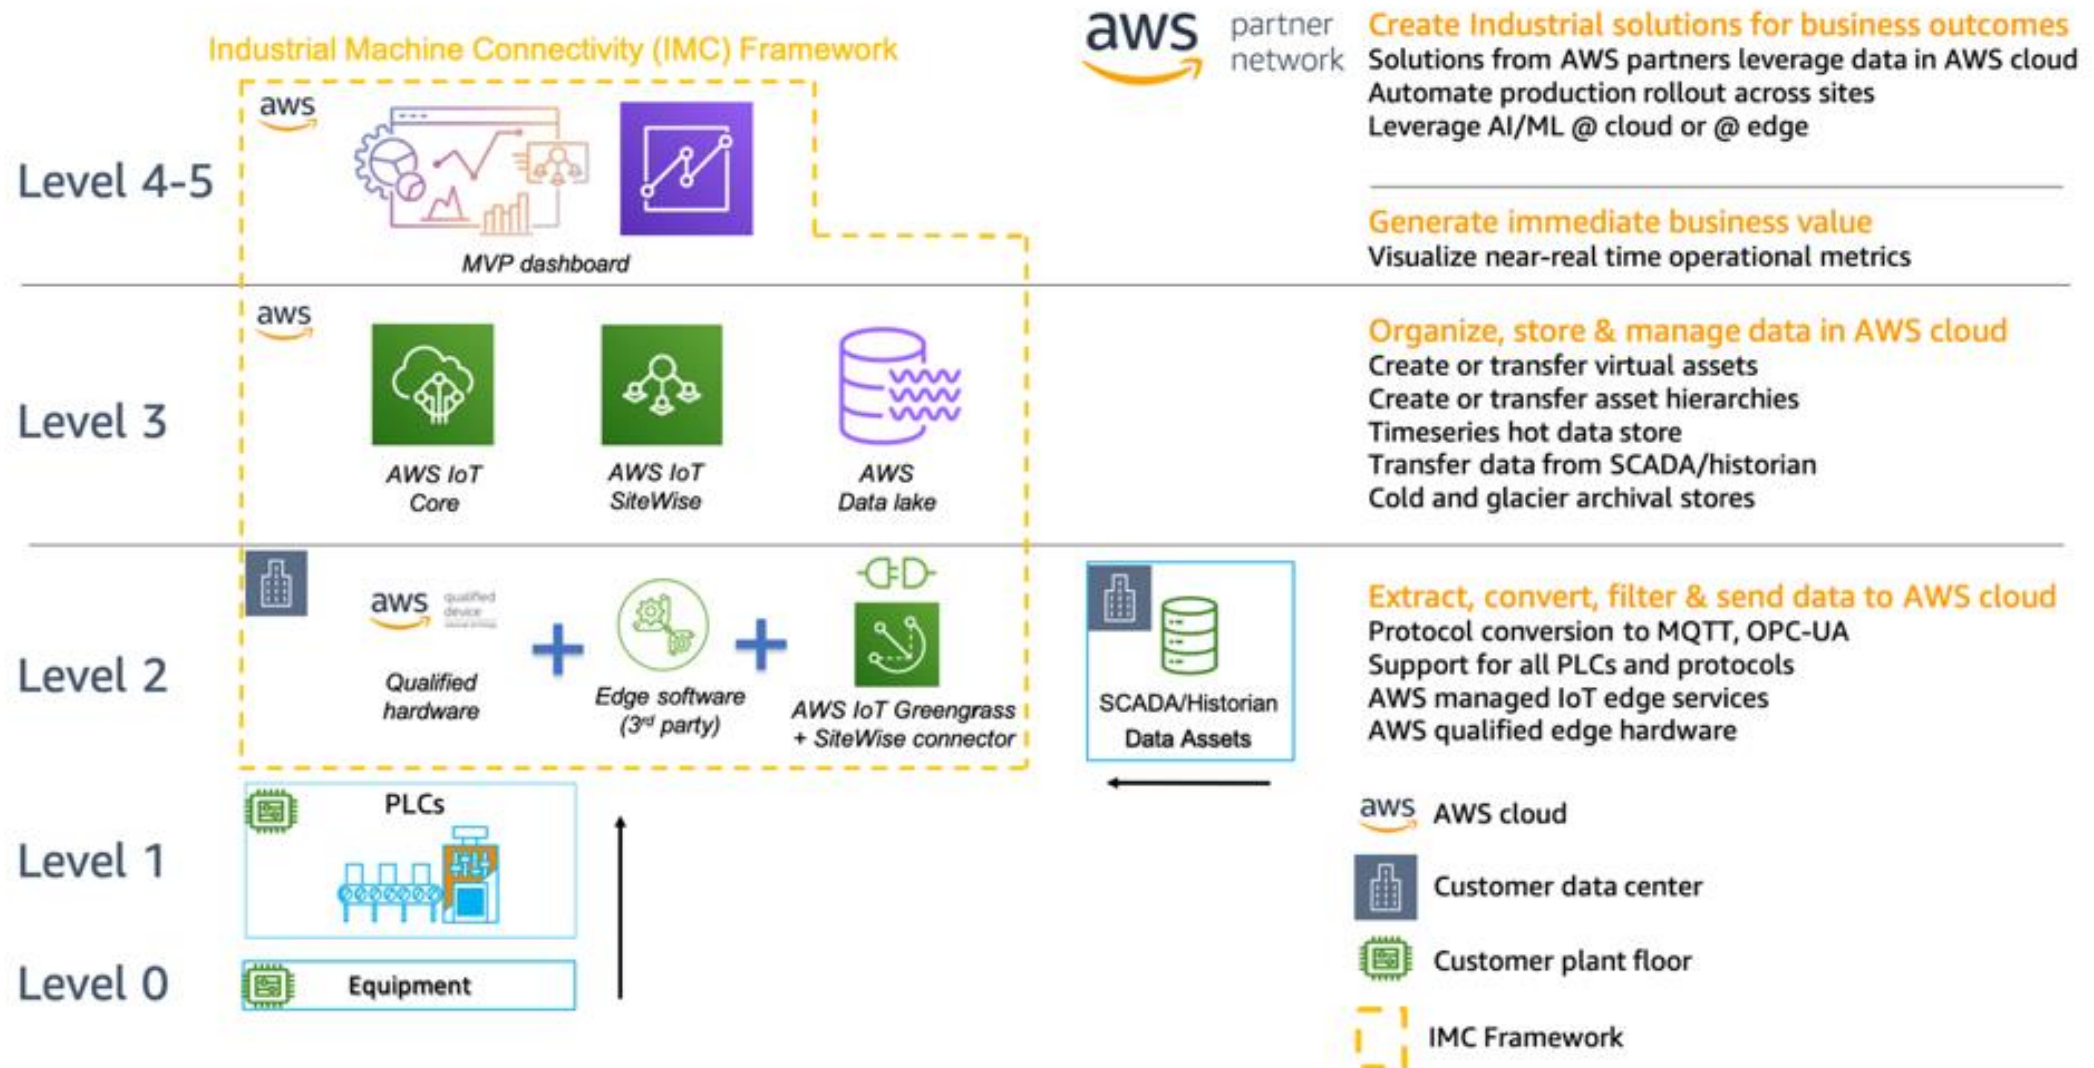 Industrial Machine Connectivity (IMC) Framework
aws
partner
network
Create Industrial solutions for business outcomes
Solutions from AWS partners leverage data in AWS cloud
Automate production rollout across sites
Leverage AI/ML @ cloud or @ edge
Level 4-5
aws
MVP dashboard
Generate immediate business value
Visualize near-real time operational metrics
Level 3
aws
AWS IoT
Core
AWS IoT
SiteWise
AWS
Data lake
Organize, store & manage data in AWS cloud
Create or transfer virtual assets
Create or transfer asset hierarchies
Timeseries hot data store
Transfer data from SCADA/historian
Cold and glacier archival stores
Level 2
aws
qualified
device
Qualified
hardware
Edge software
(3rd party)
AWS IoT Greengrass
+ SiteWise connector
SCADA/Historian
Data Assets
Extract, convert, filter & send data to AWS cloud
Protocol conversion to MQTT, OPC-UA
Support for all PLCs and protocols
AWS managed IoT edge services
AWS qualified edge hardware
Level 1
PLCs
Level 0
Equipment
aws
AWS cloud
Customer data center
Customer plant floor
IMC Framework